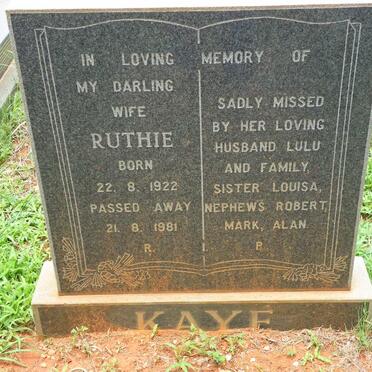 IN LOVING MEMORY OF
MY DARLING
WIFE
RUTHIE
BORN
22. 8. 1922
PASSED AWAY
21. 8. 1981
SADLY MISSED
BY HER LOVING
HUSBAND LULU
AND FAMILY,
SISTER LOUISA,
NEPHEWS ROBERT,
MARK, ALAN.
R. I. P.
KAYE